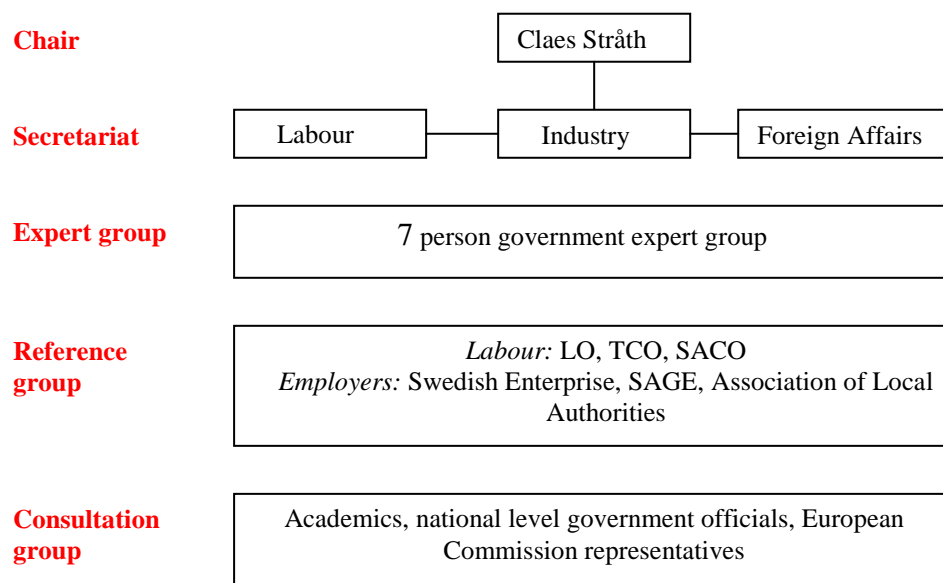 Chair
Claes Stråth
Secretariat
Labour
Industry
Foreign Affairs
Expert group
7 person government expert group
Reference
group
Labour: LO, TCO, SACO
Employers: Swedish Enterprise, SAGE, Association of Local
Authorities
Consultation
group
Academics, national level government officials, European
Commission representatives